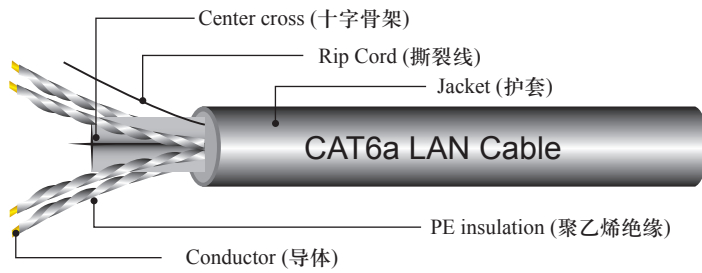 Center cross (十字骨架)
Rip Cord (撕裂线)
Jacket (护套)
CAT6a LAN Cable
PE insulation (聚乙烯绝缘)
Conductor (导体)